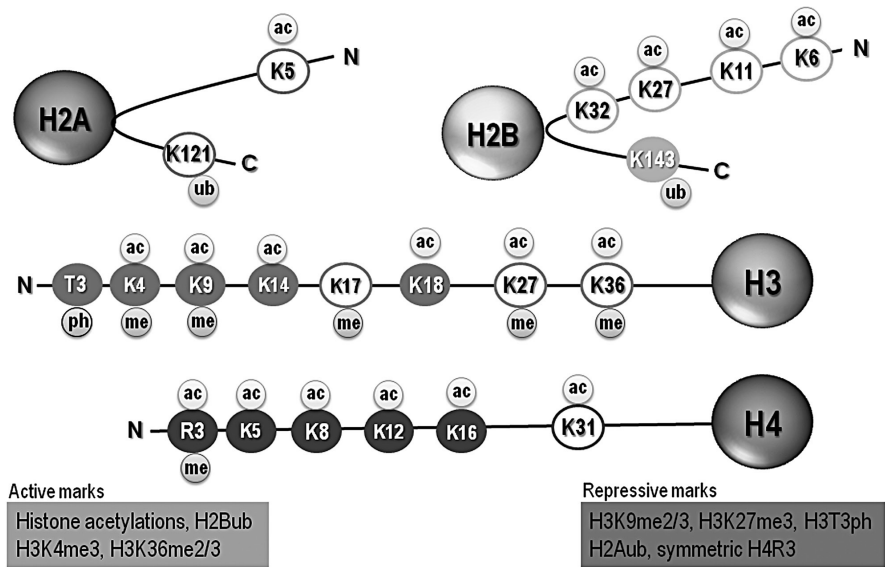 ac
K5
N
H2A
K121
C
ub
ac
ac
ac
ac
K32
K27
K11
K6
N
H2B
K143
C
ub
ac
ac
ac
ac
ac
ac
N
T3
K4
K9
K14
K17
K18
K27
K36
H3
ph
me
me
me
me
me
ac
ac
ac
ac
ac
ac
N
R3
K5
K8
K12
K16
K31
H4
me
Active marks
Histone acetylations, H2Bub
H3K4me3, H3K36me2/3
Repressive marks
H3K9me2/3, H3K27me3, H3T3ph
H2Aub, symmetric H4R3